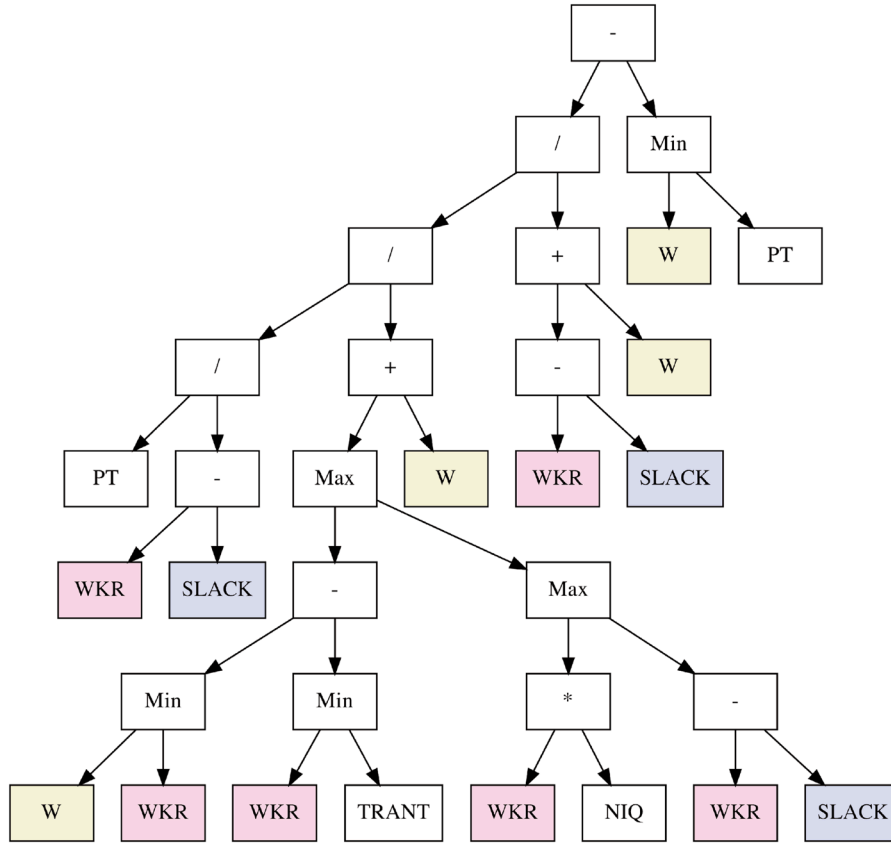 -
/ Min
/ + W PT
/ + - W
PT - Max W WKR SLACK
WKR SLACK - Max
Min Min * -
W WKR WKR TRANT WKR NIQ WKR SLACK